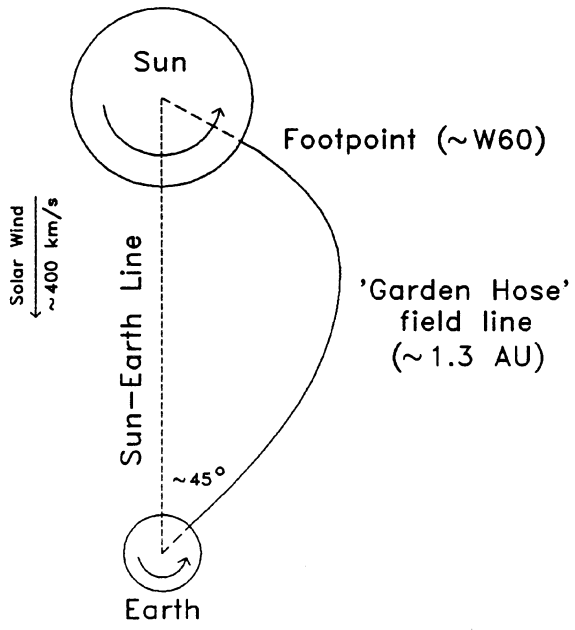 Sun
Footpoint (~W60)
Solar Wind
~400 km/s
Sun-Earth Line
'Garden Hose'
field line
(~1.3 AU)
~45°
Earth